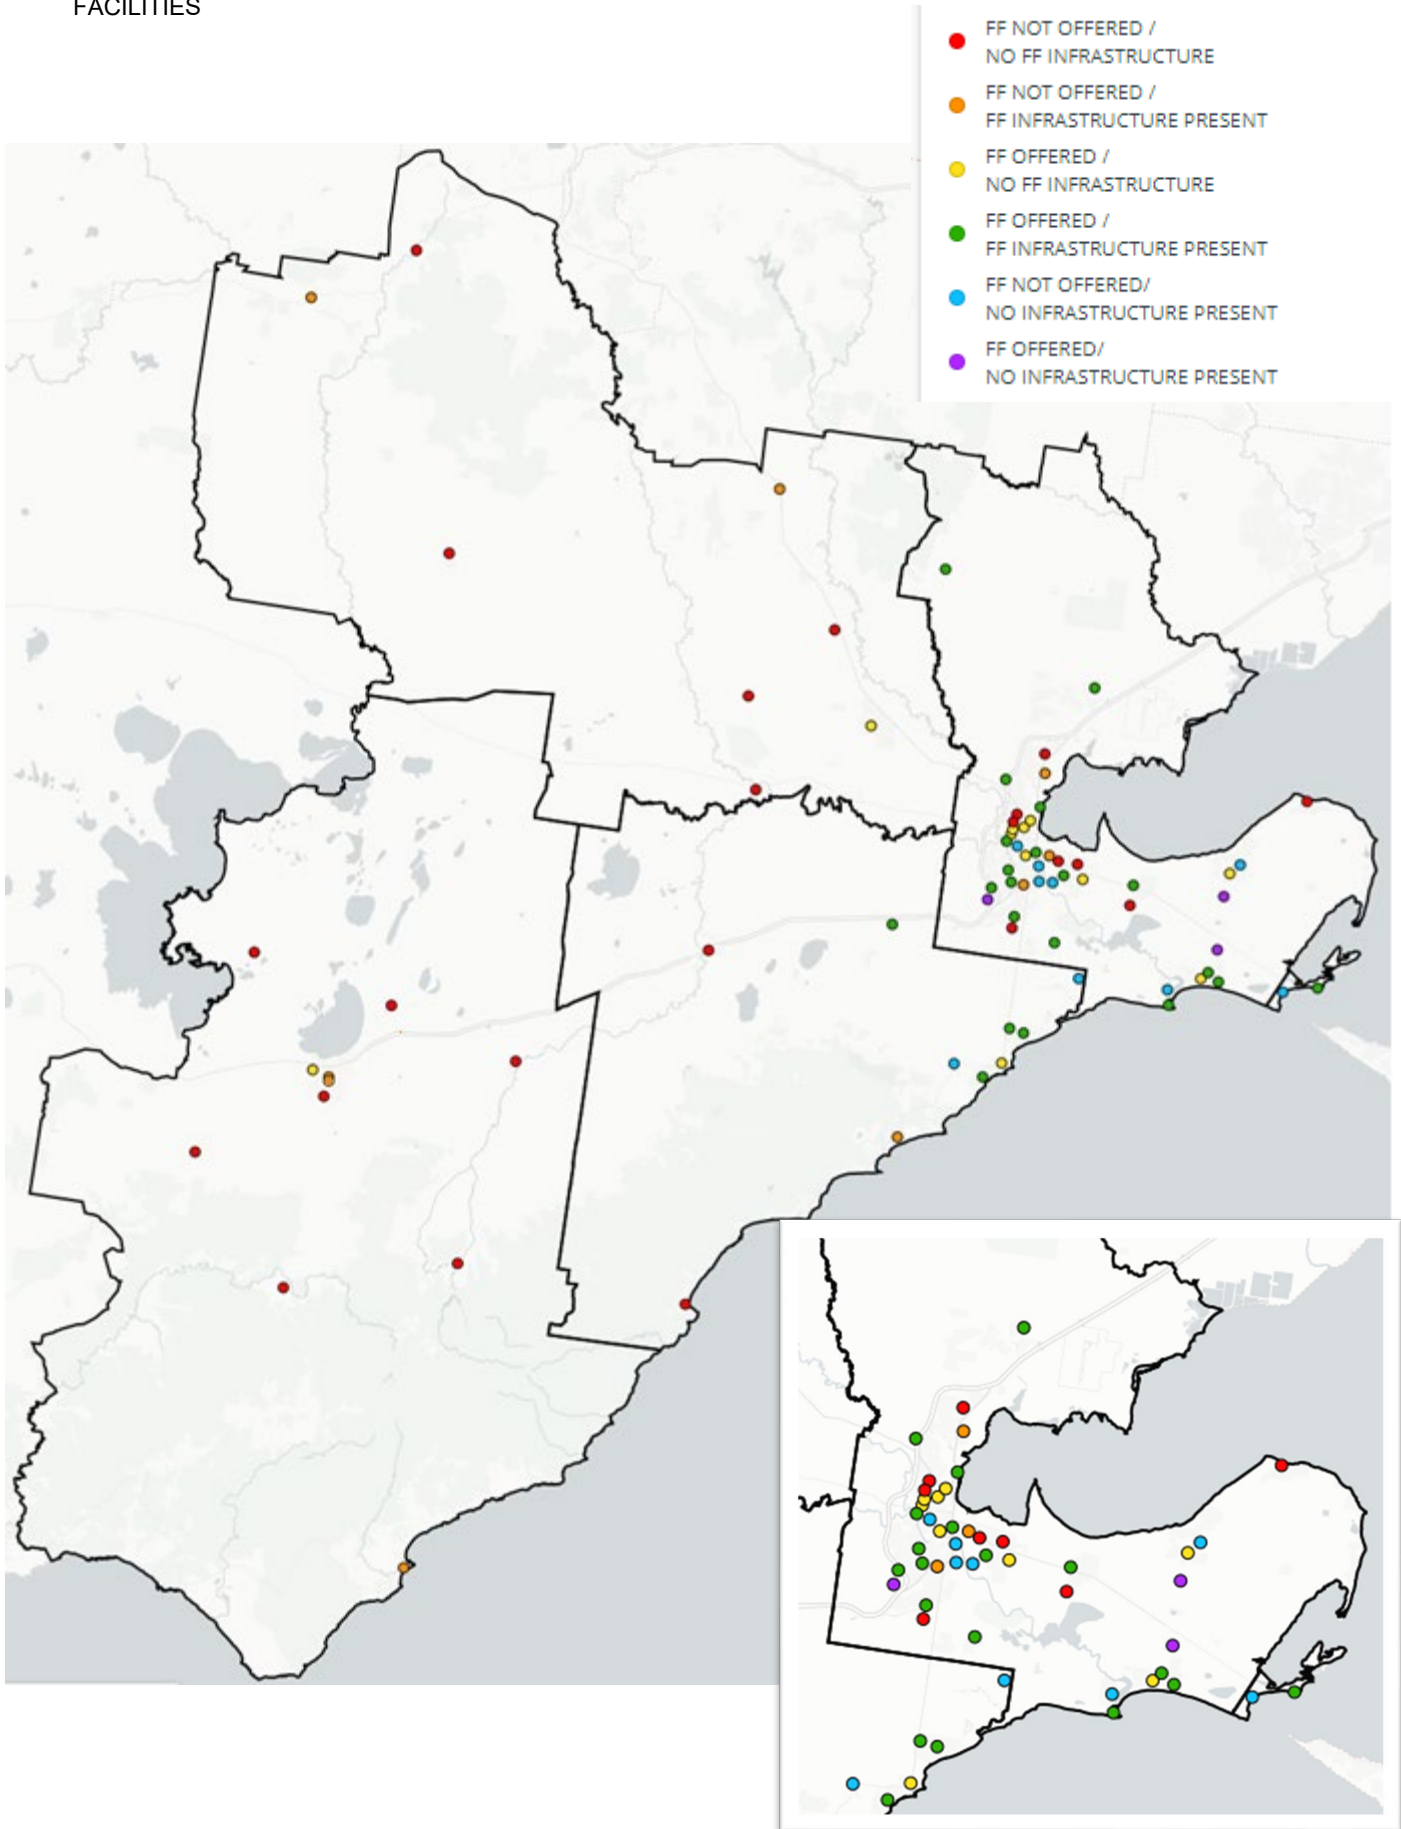 FACILITIES
FF NOT OFFERED /
NO FF INFRASTRUCTURE
FF NOT OFFERED /
FF INFRASTRUCTURE PRESENT
FF OFFERED /
NO FF INFRASTRUCTURE
FF OFFERED /
FF INFRASTRUCTURE PRESENT
FF NOT OFFERED/
NO INFRASTRUCTURE PRESENT
FF OFFERED/
NO INFRASTRUCTURE PRESENT